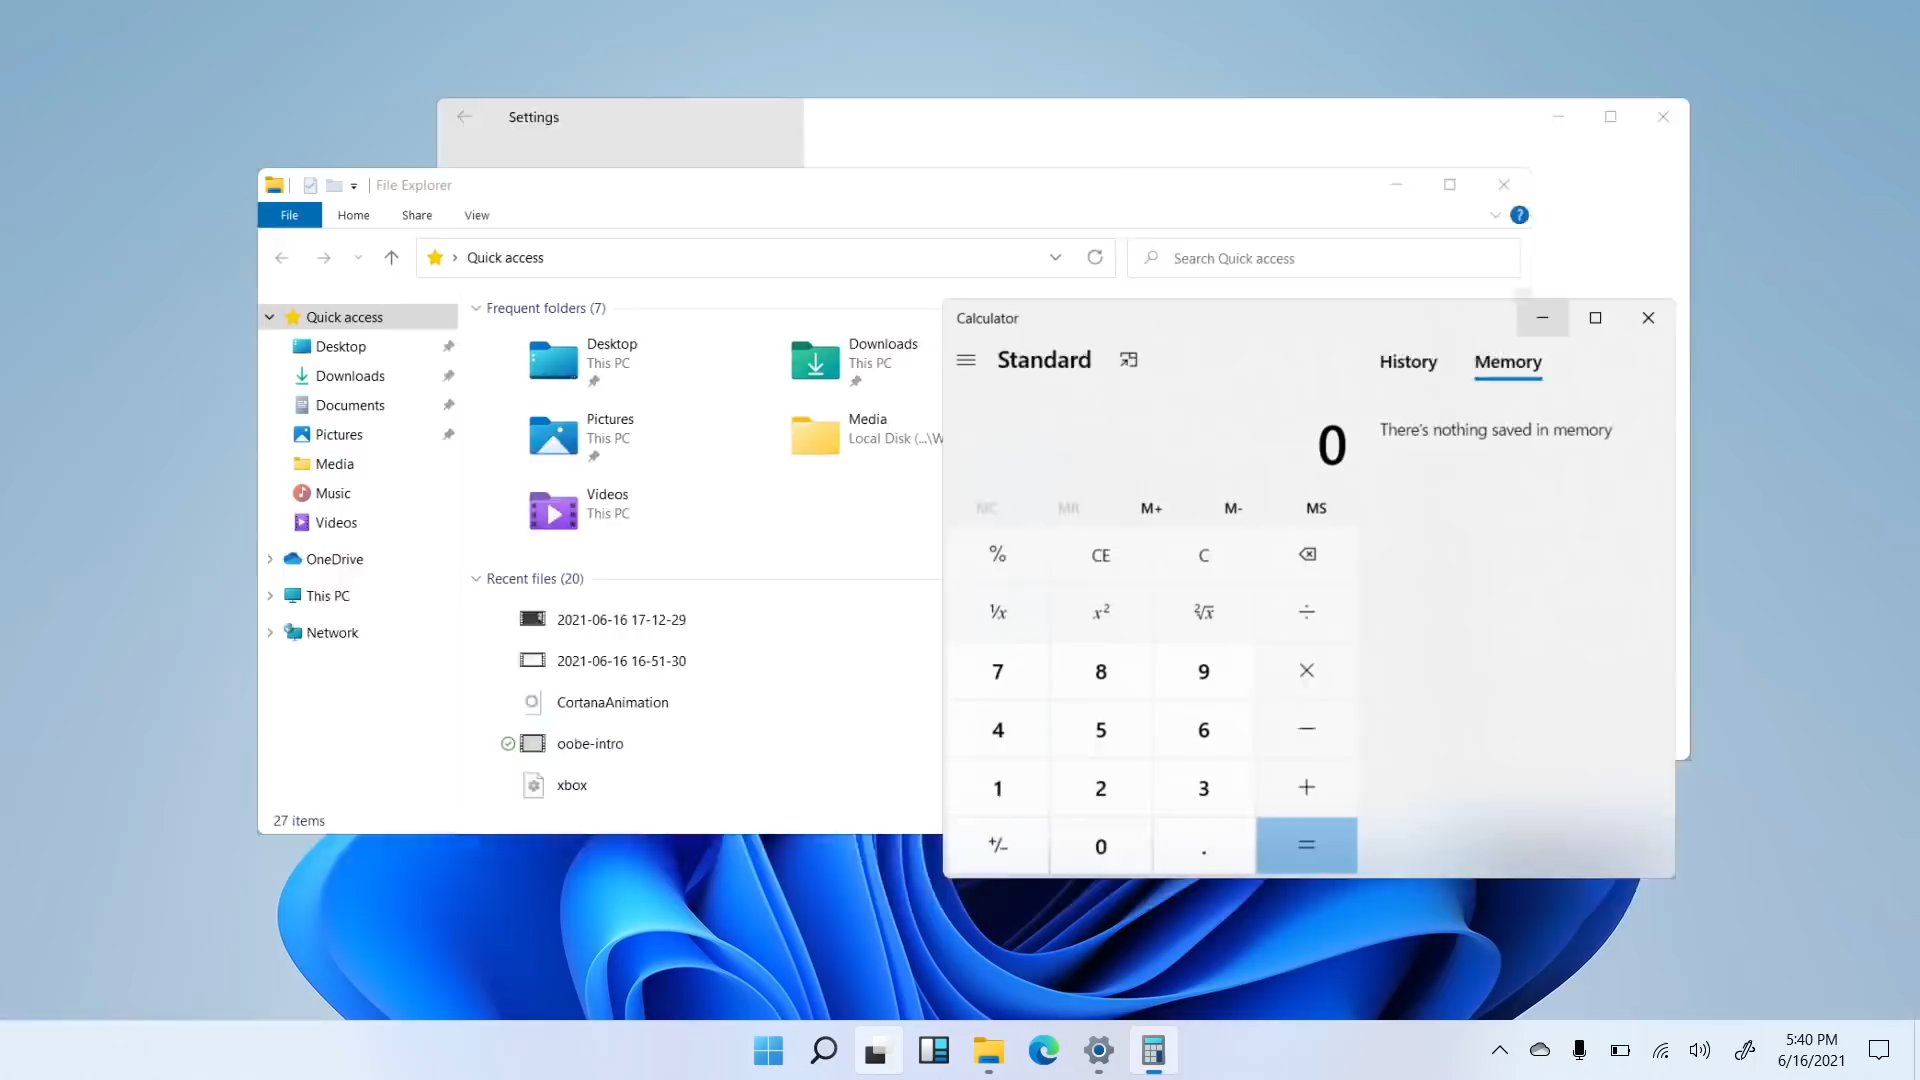 Settings
File Explorer
File
Home
Share
View
?
Quick access
Search Quick access
Quick access
Desktop
Downloads
Documents
Pictures
Media
Music
Videos
OneDrive
This PC
Network
Frequent folders (7)
Desktop
This PC
Downloads
This PC
Pictures
This PC
Media
Local Disk (...\W
Videos
This PC
Recent files (20)
2021-06-16 17-12-29
2021-06-16 16-51-30
CortanaAnimation
oobe-intro
xbox
27 items
Calculator
Standard
History
Memory
0
There's nothing saved in memory
MC MR M+ M- MS
% CE C
¹/x x² ²√x ÷
7 8 9 ×
4 5 6 −
1 2 3 +
+/− 0 . =
5:40 PM
6/16/2021